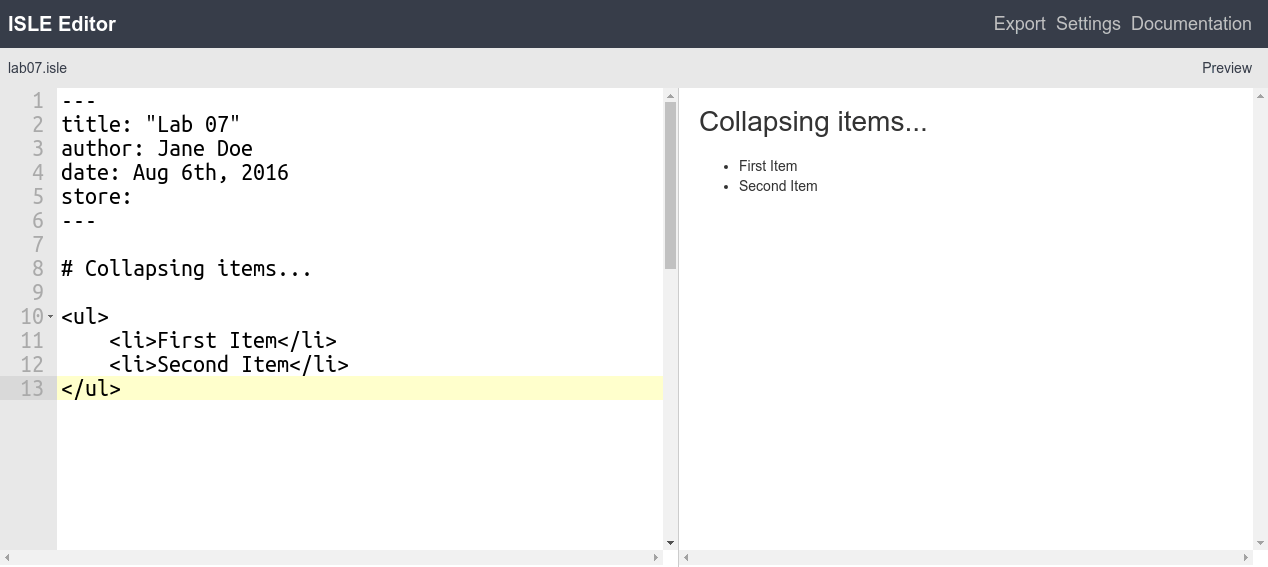 ISLE Editor
Export Settings Documentation
lab07.isle
Preview
1 ---
2 title: "Lab 07"
3 author: Jane Doe
4 date: Aug 6th, 2016
5 store:
6 ---
7
8 # Collapsing items...
9
10 <ul>
11     <li>First Item</li>
12     <li>Second Item</li>
13 </ul>
Collapsing items...
• First Item
• Second Item